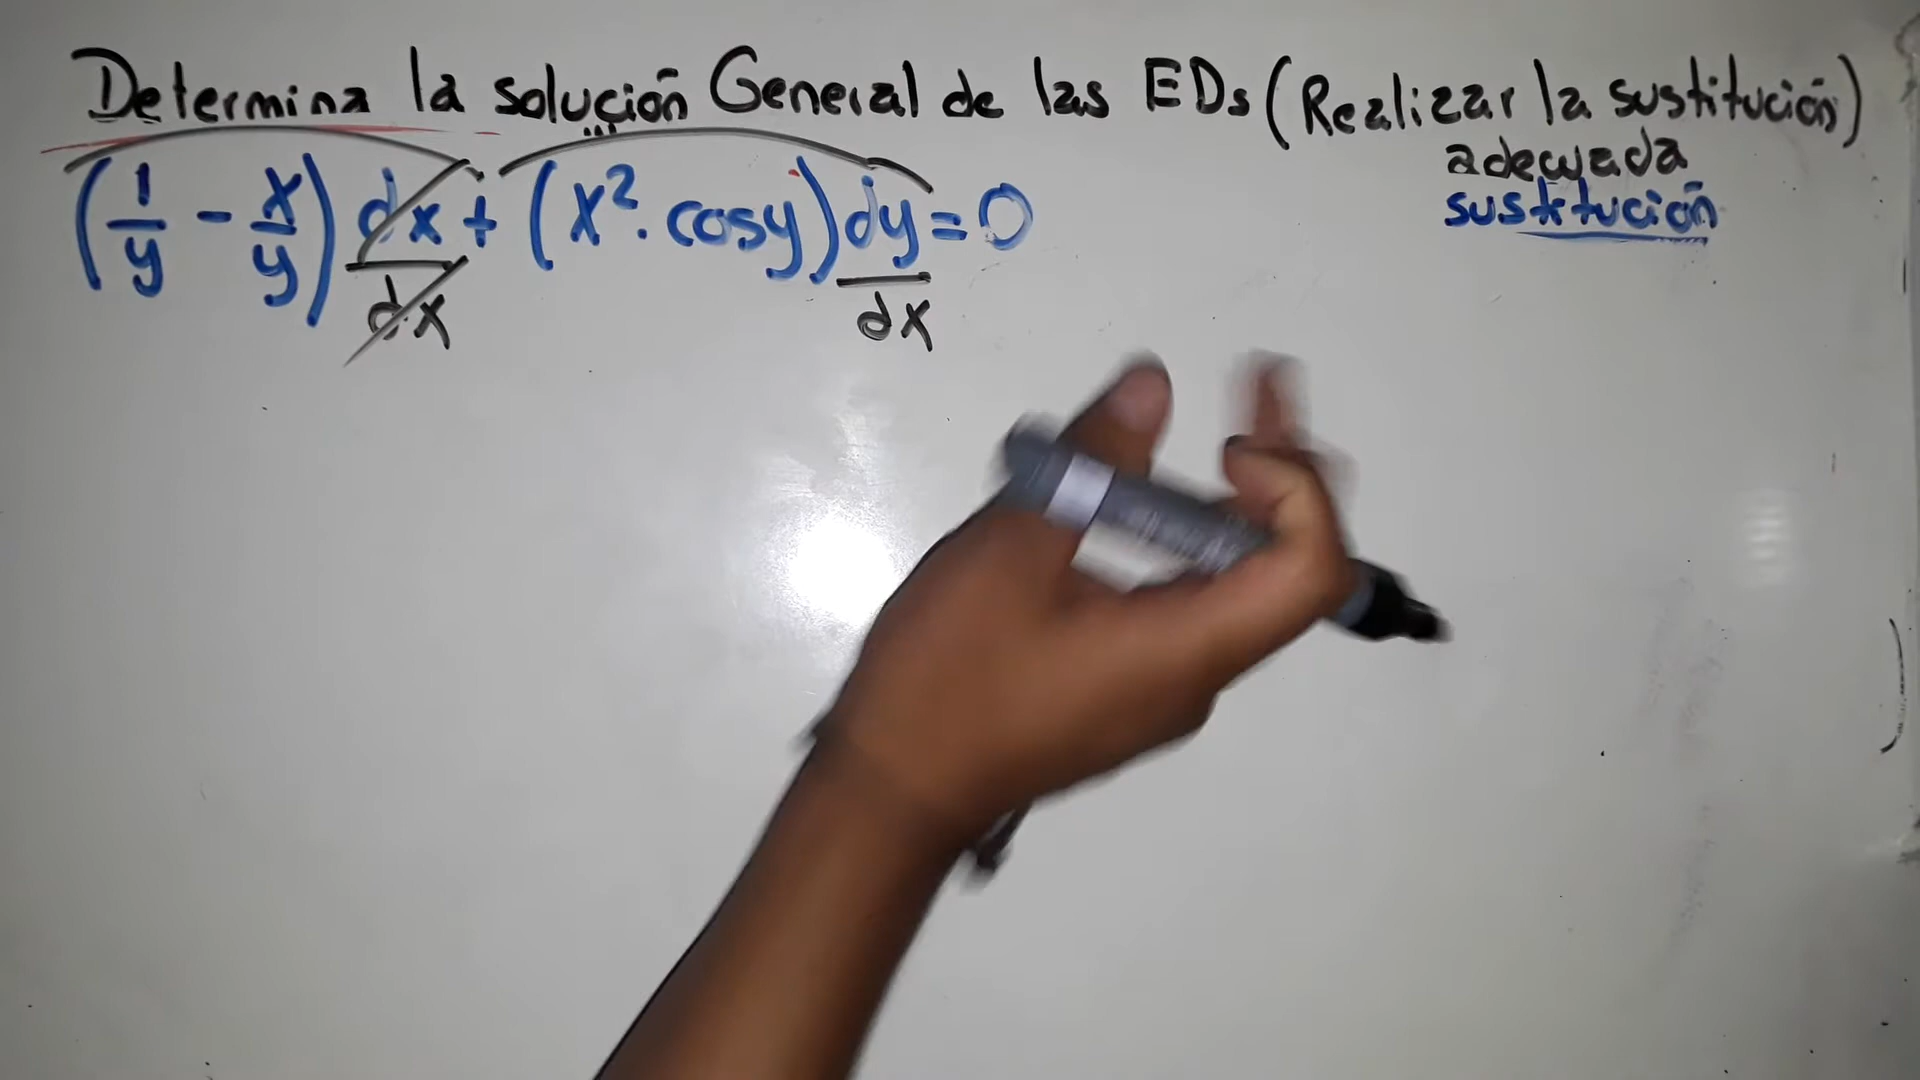 Determina la solución General de las EDs (Realizar la sustitución)
adecuada
sustitución
(1/y - x/y) dx/dx + (x². cosy) dy/dx = 0